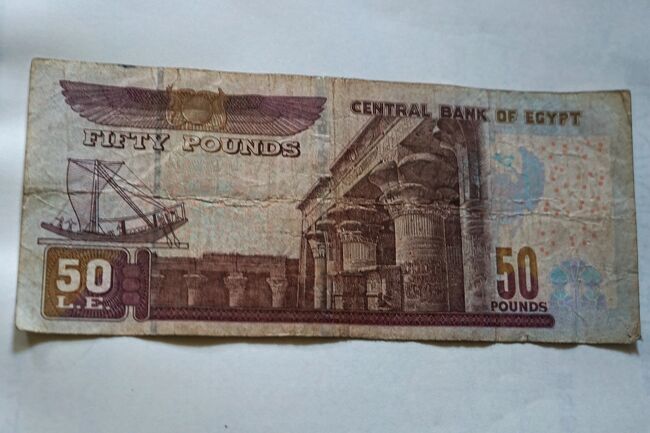 CENTRAL BANK OF EGYPT
FIFTY POUNDS
50
L.E.
50
POUNDS